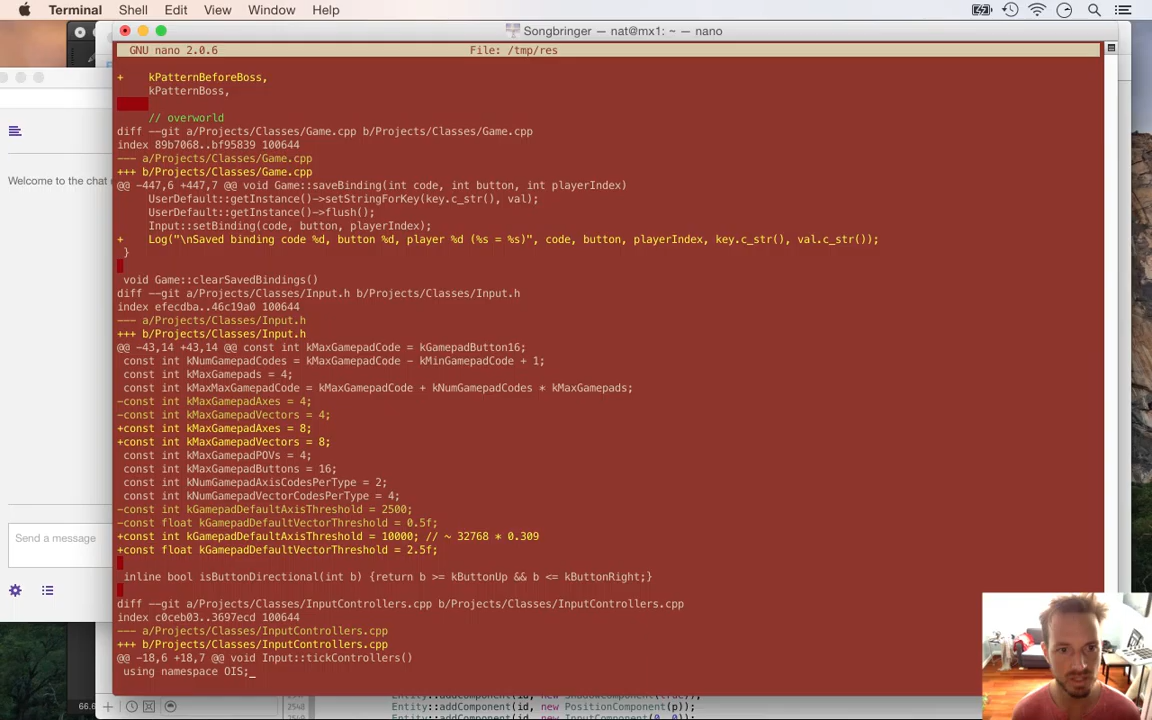 Terminal Shell Edit View Window Help
Songbringer — nat@mx1: ~ — nano
GNU nano 2.0.6 File: /tmp/res
+ kPatternBeforeBoss,
kPatternBoss,
// overworld
diff --git a/Projects/Classes/Game.cpp b/Projects/Classes/Game.cpp
index 89b7068..bf95839 100644
--- a/Projects/Classes/Game.cpp
+++ b/Projects/Classes/Game.cpp
@@ -447,6 +447,7 @@ void Game::saveBinding(int code, int button, int playerIndex)
UserDefault::getInstance()->setStringForKey(key.c_str(), val);
UserDefault::getInstance()->flush();
Input::setBinding(code, button, playerIndex);
+ Log("\nSaved binding code %d, button %d, player %d (%s = %s)", code, button, playerIndex, key.c_str(), val.c_str());
}
void Game::clearSavedBindings()
diff --git a/Projects/Classes/Input.h b/Projects/Classes/Input.h
index efecdba..46c19a0 100644
--- a/Projects/Classes/Input.h
+++ b/Projects/Classes/Input.h
@@ -43,14 +43,14 @@ const int kMaxGamepadCode = kGamepadButton16;
const int kNumGamepadCodes = kMaxGamepadCode - kMinGamepadCode + 1;
const int kMaxGamepads = 4;
const int kMaxMaxGamepadCode = kMaxGamepadCode + kNumGamepadCodes * kMaxGamepads;
-const int kMaxGamepadAxes = 4;
-const int kMaxGamepadVectors = 4;
+const int kMaxGamepadAxes = 8;
+const int kMaxGamepadVectors = 8;
const int kMaxGamepadPOVs = 4;
const int kMaxGamepadButtons = 16;
const int kNumGamepadAxisCodesPerType = 2;
const int kNumGamepadVectorCodesPerType = 4;
-const int kGamepadDefaultAxisThreshold = 2500;
-const float kGamepadDefaultVectorThreshold = 0.5f;
+const int kGamepadDefaultAxisThreshold = 10000; // ~ 32768 * 0.309
+const float kGamepadDefaultVectorThreshold = 2.5f;
inline bool isButtonDirectional(int b) {return b >= kButtonUp && b <= kButtonRight;}
diff --git a/Projects/Classes/InputControllers.cpp b/Projects/Classes/InputControllers.cpp
index c0ceb03..3697ecd 100644
--- a/Projects/Classes/InputControllers.cpp
+++ b/Projects/Classes/InputControllers.cpp
@@ -18,6 +18,7 @@ void Input::tickControllers()
using namespace OIS;
Welcome to the chat
Send a message
66.6
2548 Entity::addComponent(id, new PositionComponent(p));